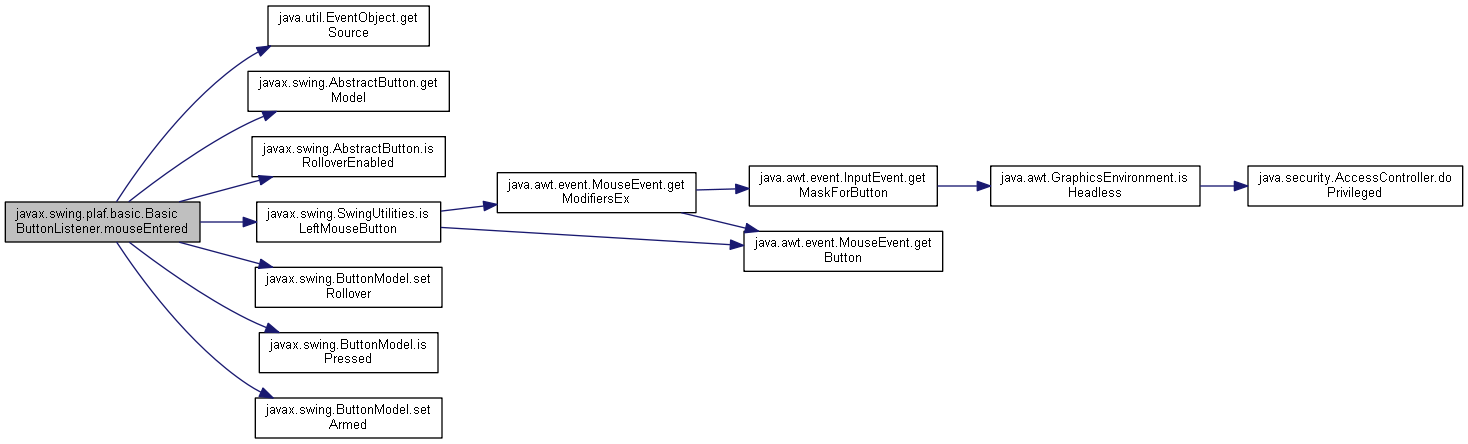 java.util.EventObject.get
Source
javax.swing.AbstractButton.get
Model
javax.swing.AbstractButton.is
RolloverEnabled
javax.swing.plaf.basic.Basic
ButtonListener.mouseEntered
javax.swing.SwingUtilities.is
LeftMouseButton
javax.swing.ButtonModel.set
Rollover
javax.swing.ButtonModel.is
Pressed
javax.swing.ButtonModel.set
Armed
java.awt.event.MouseEvent.get
ModifiersEx
java.awt.event.InputEvent.get
MaskForButton
java.awt.event.MouseEvent.get
Button
java.awt.GraphicsEnvironment.is
Headless
java.security.AccessController.do
Privileged